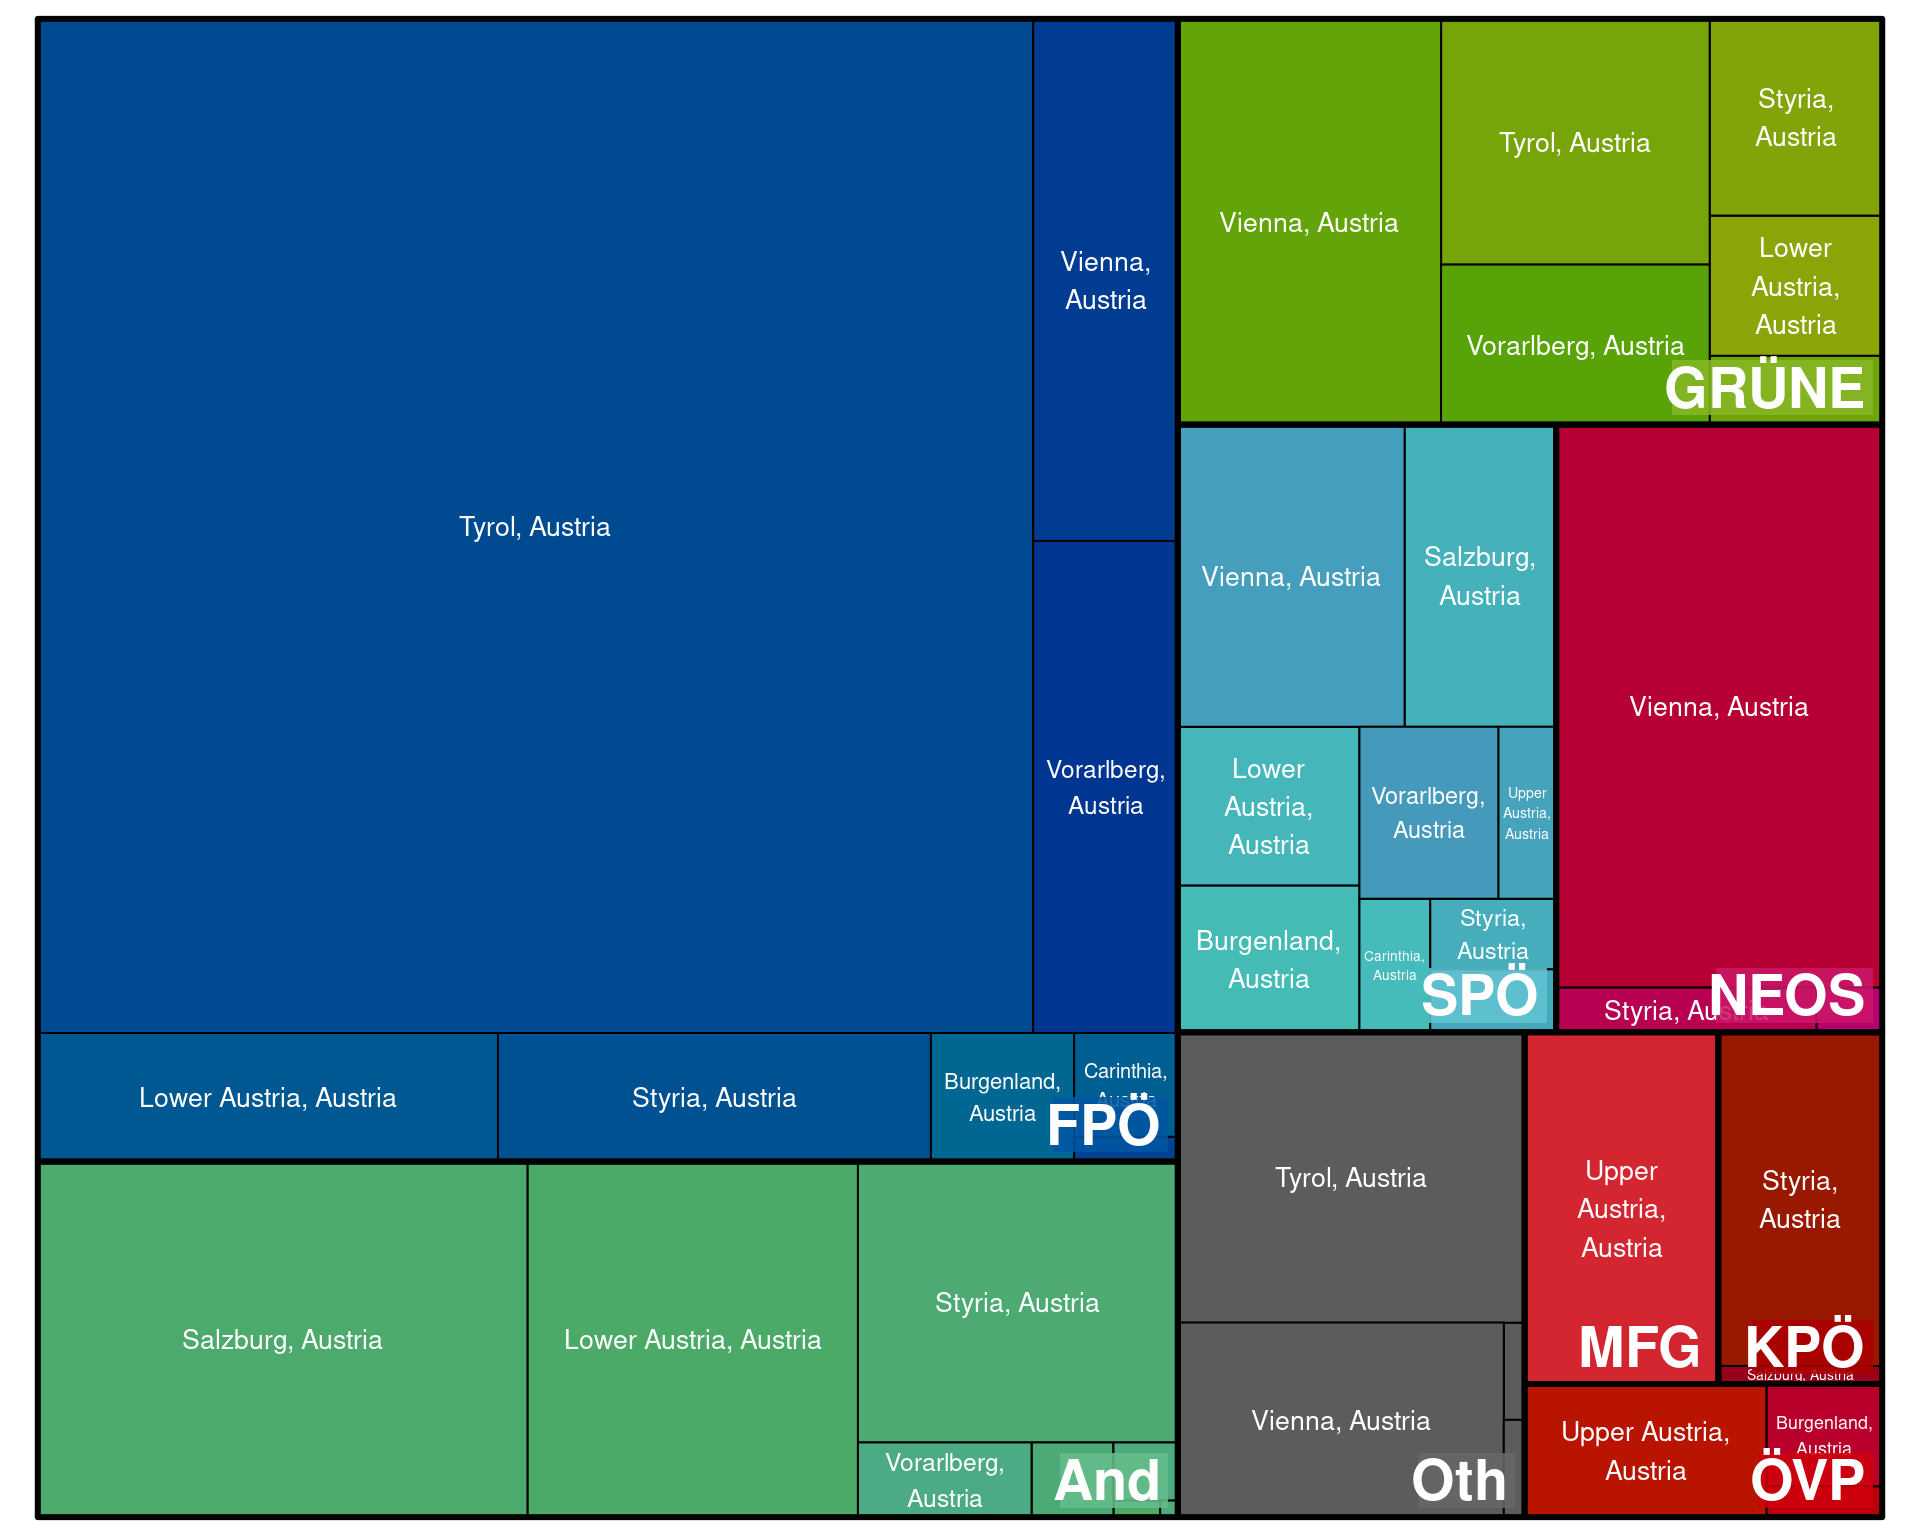 Tyrol, Austria
Vienna,
Austria
Vorarlberg,
Austria
Lower Austria, Austria
Styria, Austria
Burgenland,
Austria
Carinthia,
Austria
FPÖ
Salzburg, Austria
Lower Austria, Austria
Styria, Austria
Vorarlberg,
Austria
And
Vienna, Austria
Tyrol, Austria
Vorarlberg, Austria
Styria,
Austria
Lower
Austria,
Austria
GRÜNE
Vienna, Austria
Salzburg,
Austria
Lower
Austria,
Austria
Burgenland,
Austria
Vorarlberg,
Austria
Upper
Austria,
Austria
Carinthia,
Austria
Styria,
Austria
SPÖ
Vienna, Austria
Styria, Austria
NEOS
Tyrol, Austria
Vienna, Austria
Oth
Upper
Austria,
Austria
MFG
Styria,
Austria
Salzburg, Austria
KPÖ
Upper Austria,
Austria
Burgenland,
Austria
ÖVP